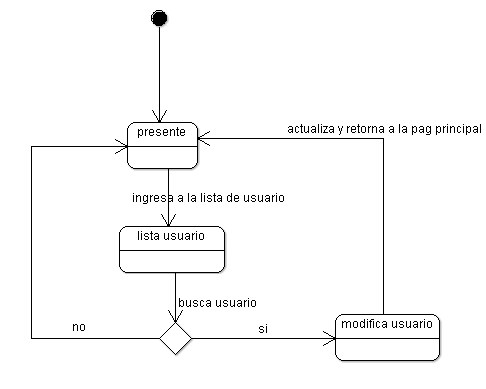 presente
actualiza y retorna a la pag principal
ingresa a la lista de usuario
lista usuario
busca usuario
no
si
modifica usuario